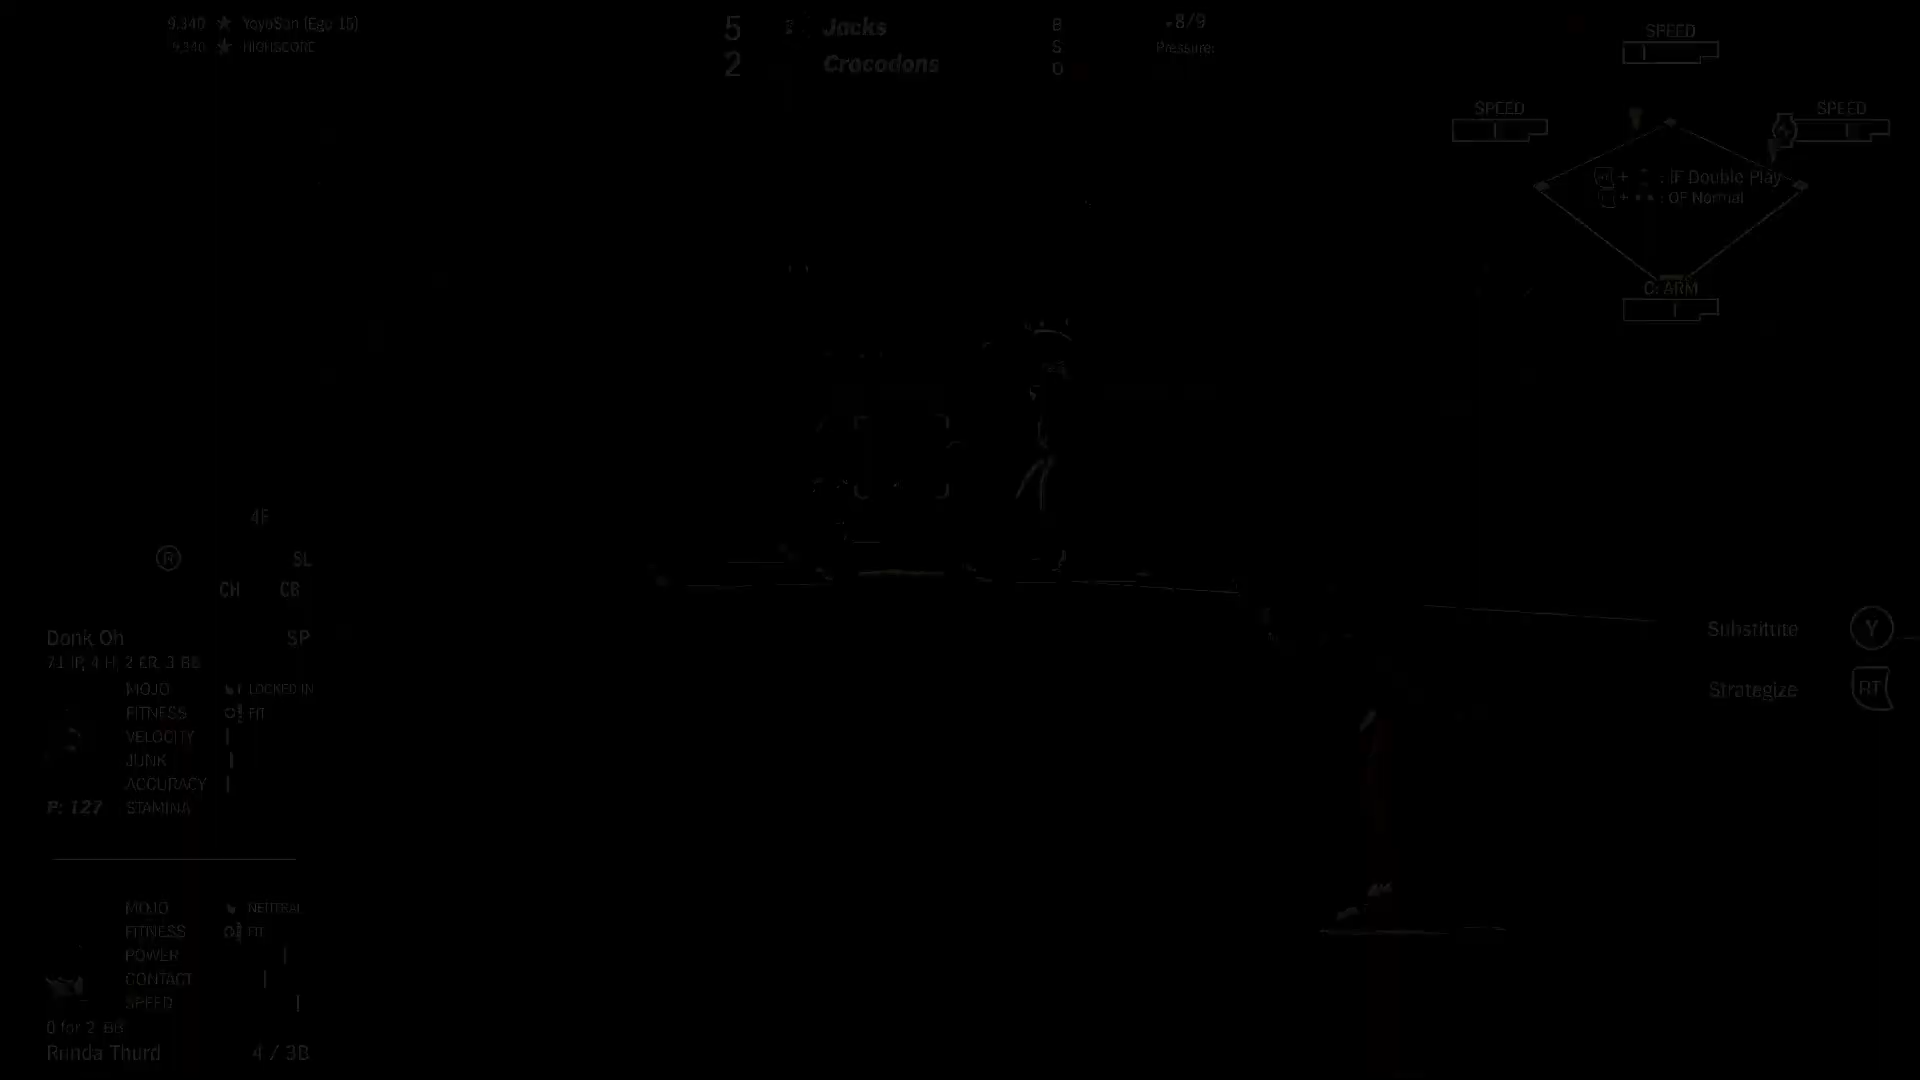 9,340 ★ YoyoSan (Ego 15)
9,340 ★ HIGHSCORE
5 Jacks
2 Crocodons
B
S
O
8/9
Pressure:
SPEED
SPEED
SPEED
+ : IF Double Play
+ : OF Normal
C: ARM
4F
R
SL
CH
CB
Donk Oh SP
7.1 IP, 4 H, 2 ER, 3 BB
MOJO LOCKED IN
FITNESS FIT
VELOCITY
JUNK
ACCURACY
P: 127 STAMINA
Substitute Y
Strategize RT
MOJO NEUTRAL
FITNESS FIT
POWER
CONTACT
SPEED
0 for 2, BB
Runda Thurd 4 / 3B